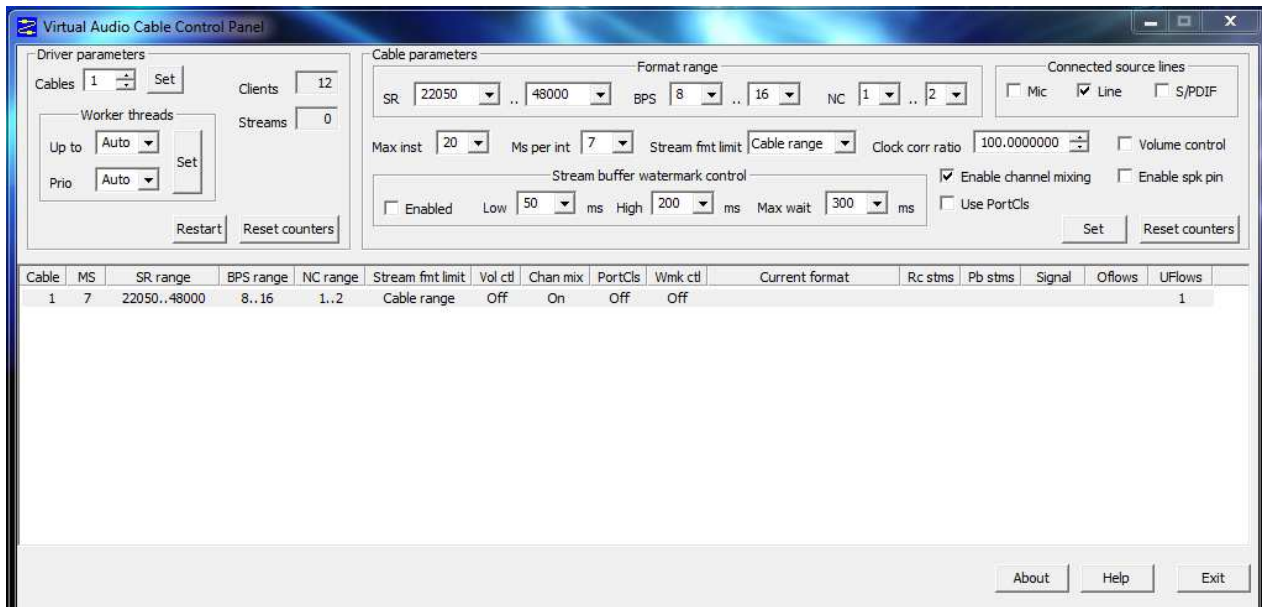 Virtual Audio Cable Control Panel
Driver parameters
Cables 1 Set
Clients 12
Streams 0
Worker threads
Up to Auto
Prio Auto
Set
Restart Reset counters
Cable parameters
Format range
SR 22050 .. 48000 BPS 8 .. 16 NC 1 .. 2
Connected source lines
Mic Line S/PDIF
Max inst 20 Ms per int 7 Stream fmt limit Cable range Clock corr ratio 100.0000000 Volume control
Stream buffer watermark control
Enabled Low 50 ms High 200 ms Max wait 300 ms
Enable channel mixing Enable spk pin
Use PortCls
Set Reset counters
Cable MS SR range BPS range NC range Stream fmt limit Vol ctl Chan mix PortCls Wmk ctl Current format Rc stms Pb stms Signal Oflows UFlows
1 7 22050..48000 8..16 1..2 Cable range Off On Off Off 1
About Help Exit